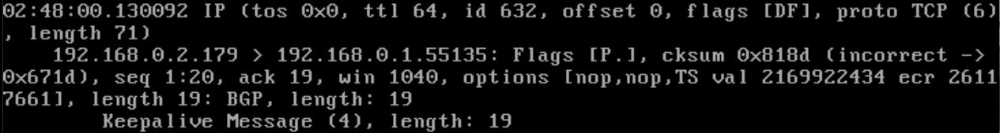 02:48:00.130092 IP (tos 0x0, ttl 64, id 632, offset 0, flags [DF], proto TCP (6)
, length 71)
    192.168.0.2.179 > 192.168.0.1.55135: Flags [P.], cksum 0x818d (incorrect ->
0x671d), seq 1:20, ack 19, win 1040, options [nop,nop,TS val 2169922434 ecr 2611
7661], length 19: BGP, length: 19
        Keepalive Message (4), length: 19